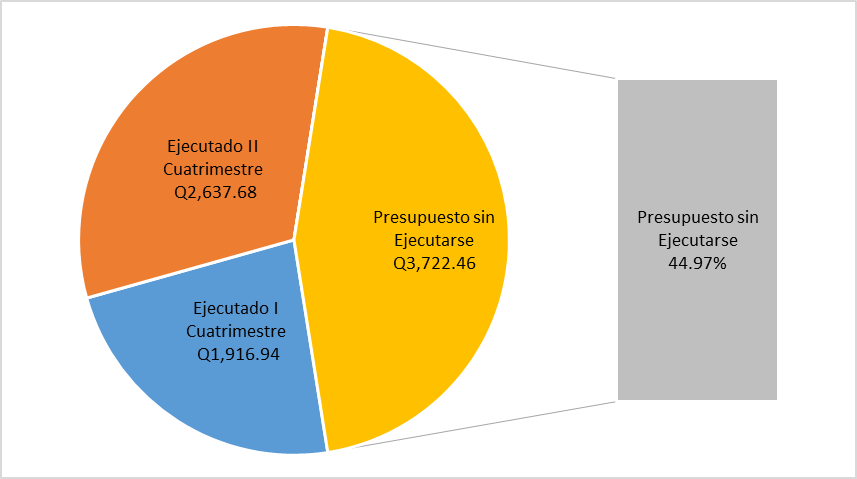 Ejecutado II
Cuatrimestre
Q2,637.68
Presupuesto sin
Ejecutarse
Q3,722.46
Ejecutado I
Cuatrimestre
Q1,916.94
Presupuesto sin
Ejecutarse
44.97%